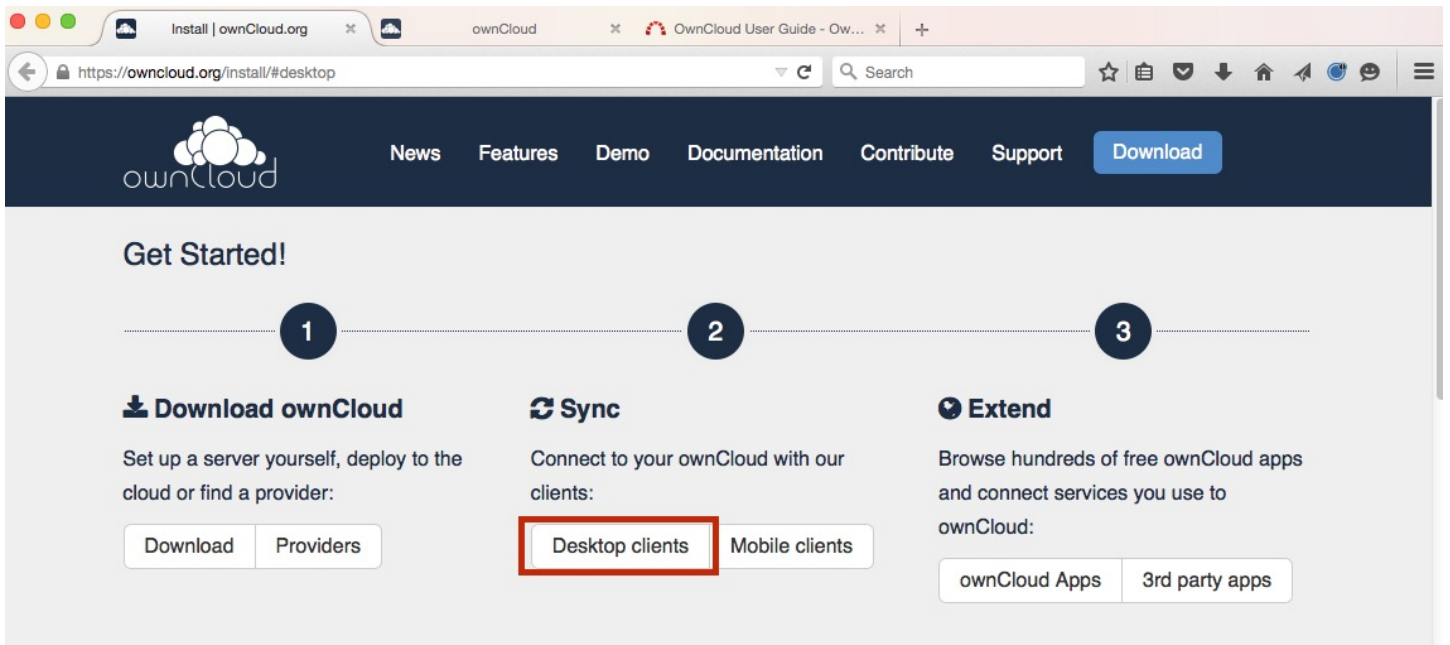 Install | ownCloud.org
ownCloud
OwnCloud User Guide - Ow...
https://owncloud.org/install/#desktop
Search
ownCloud
News Features Demo Documentation Contribute Support Download
Get Started!
1 2 3
Download ownCloud
Set up a server yourself, deploy to the
cloud or find a provider:
Download Providers
Sync
Connect to your ownCloud with our
clients:
Desktop clients Mobile clients
Extend
Browse hundreds of free ownCloud apps
and connect services you use to
ownCloud:
ownCloud Apps 3rd party apps